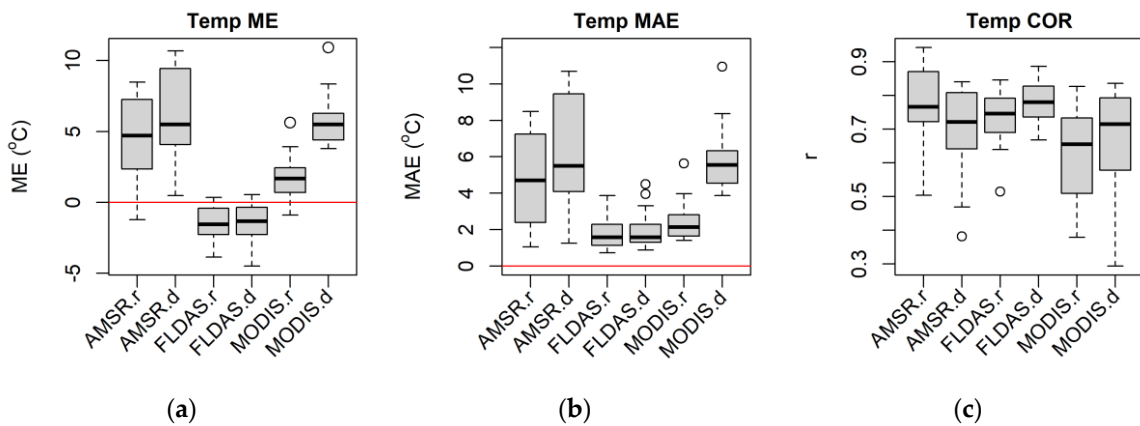 Temp ME
ME (°C)
10
5
0
-5
AMSR.r
AMSR.d
FLDAS.r
FLDAS.d
MODIS.r
MODIS.d
(a)
Temp MAE
MAE (°C)
10
8
6
4
2
0
AMSR.r
AMSR.d
FLDAS.r
FLDAS.d
MODIS.r
MODIS.d
(b)
Temp COR
r
0.9
0.7
0.5
0.3
AMSR.r
AMSR.d
FLDAS.r
FLDAS.d
MODIS.r
MODIS.d
(c)